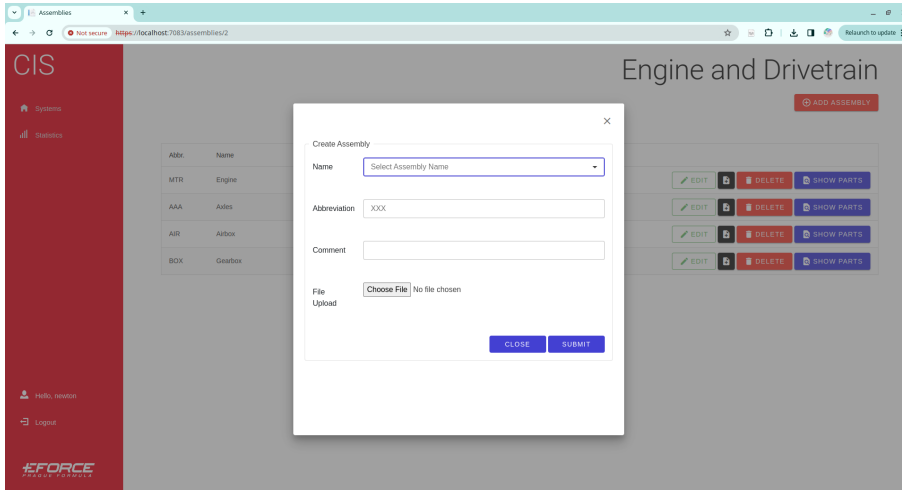 Assemblies
Not secure https://localhost:7083/assemblies/2
Relaunch to update
CIS
Engine and Drivetrain
ADD ASSEMBLY
Systems
Statistics
Create Assembly
Name Select Assembly Name
Abbreviation XXX
Comment
File Upload Choose File No file chosen
CLOSE SUBMIT
Abbr. Name
MTR Engine EDIT DELETE SHOW PARTS
AAA Axles EDIT DELETE SHOW PARTS
AIR Airbox EDIT DELETE SHOW PARTS
BOX Gearbox EDIT DELETE SHOW PARTS
Hello, newton
Logout
EFORCE
PRAGUE FORMULA